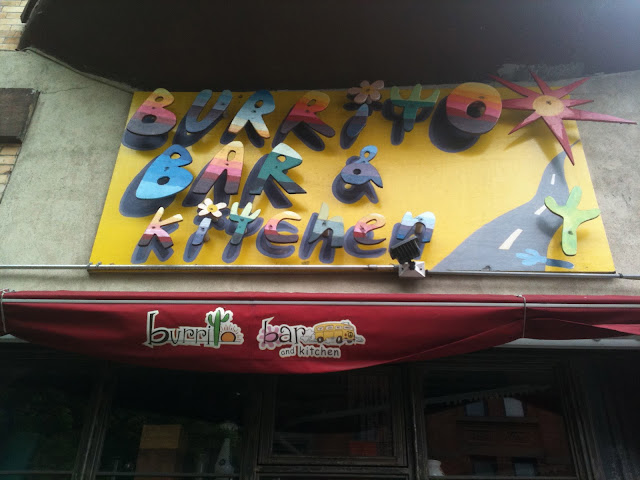 BURRiTO
BAR &
KiTChen
burrito bar
and kitchen